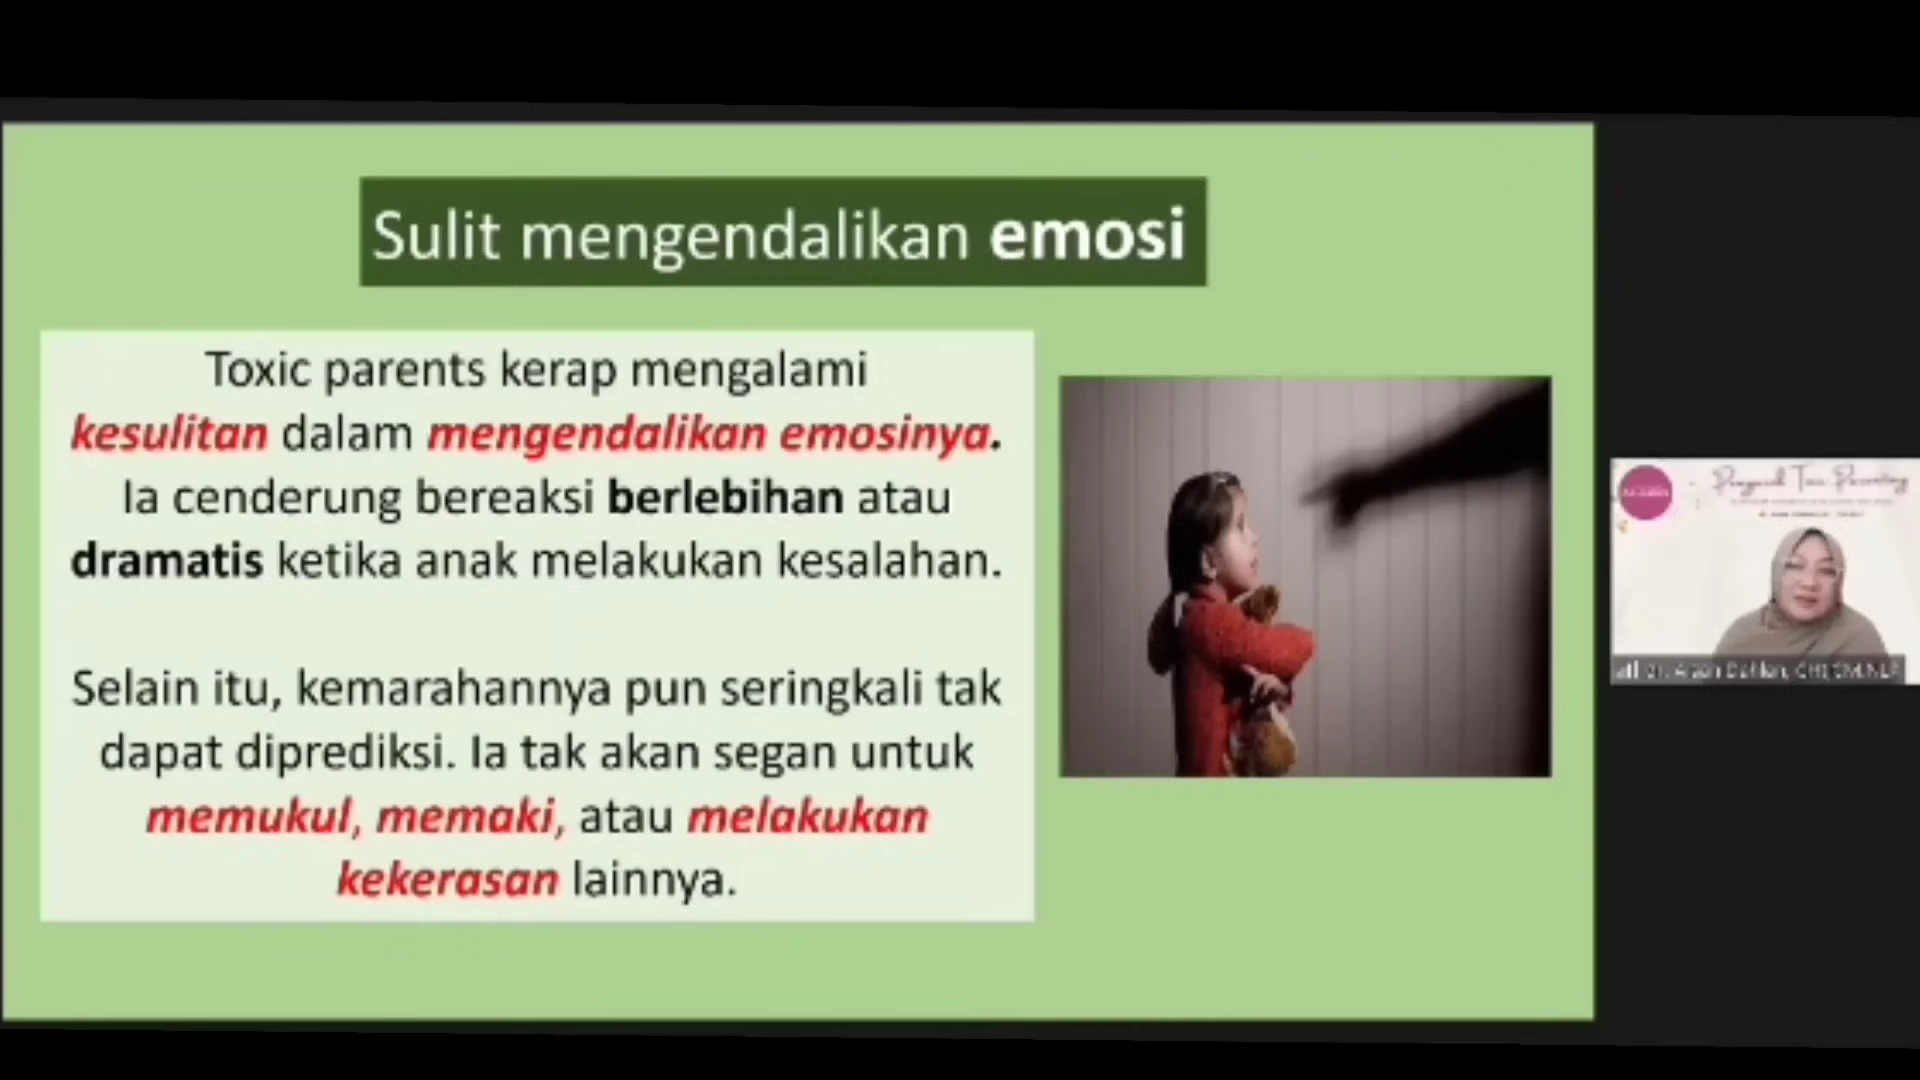 Sulit mengendalikan emosi
Toxic parents kerap mengalami
kesulitan dalam mengendalikan emosinya.
Ia cenderung bereaksi berlebihan atau
dramatis ketika anak melakukan kesalahan.
Selain itu, kemarahannya pun seringkali tak
dapat diprediksi. Ia tak akan segan untuk
memukul, memaki, atau melakukan
kekerasan lainnya.
Dahlan,